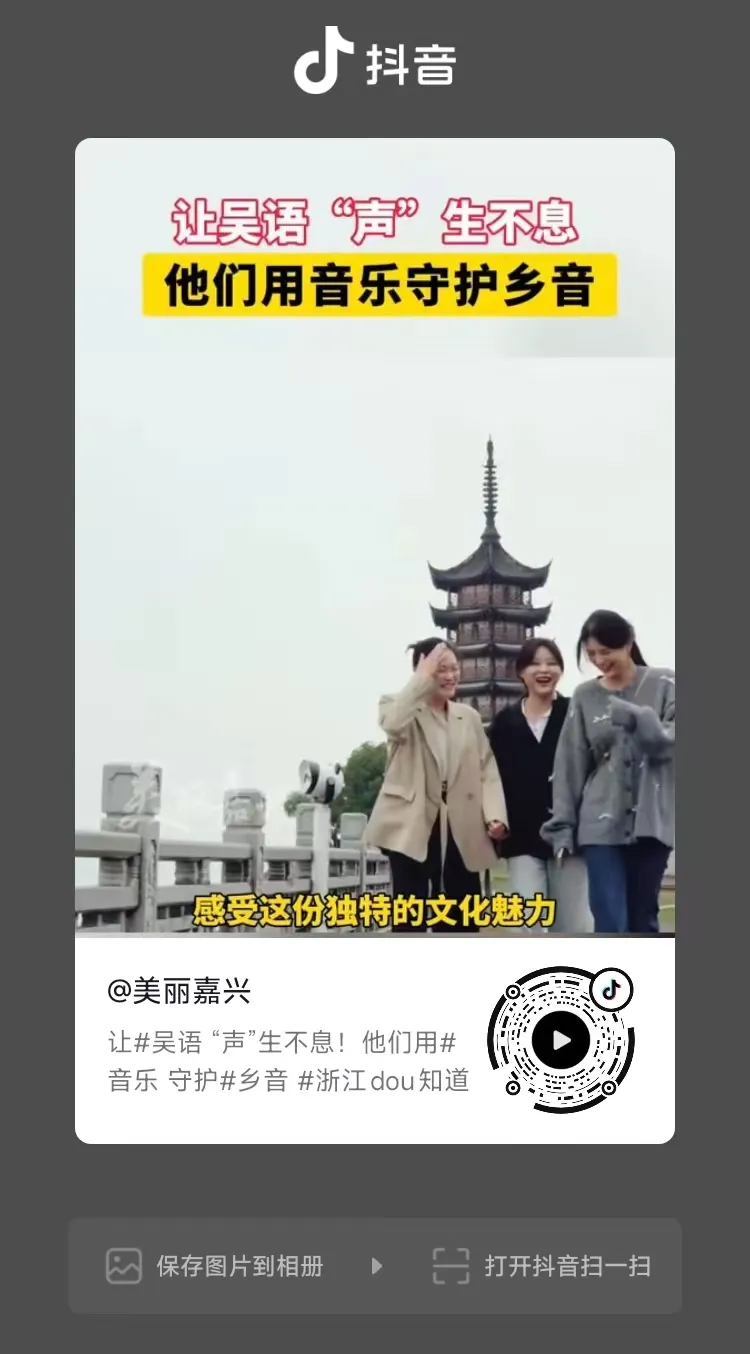 抖音
让吴语“声”生不息
他们用音乐守护乡音
感受这份独特的文化魅力
@美丽嘉兴
让#吴语 “声”生不息！他们用#
音乐 守护#乡音 #浙江dou知道
保存图片到相册
打开抖音扫一扫